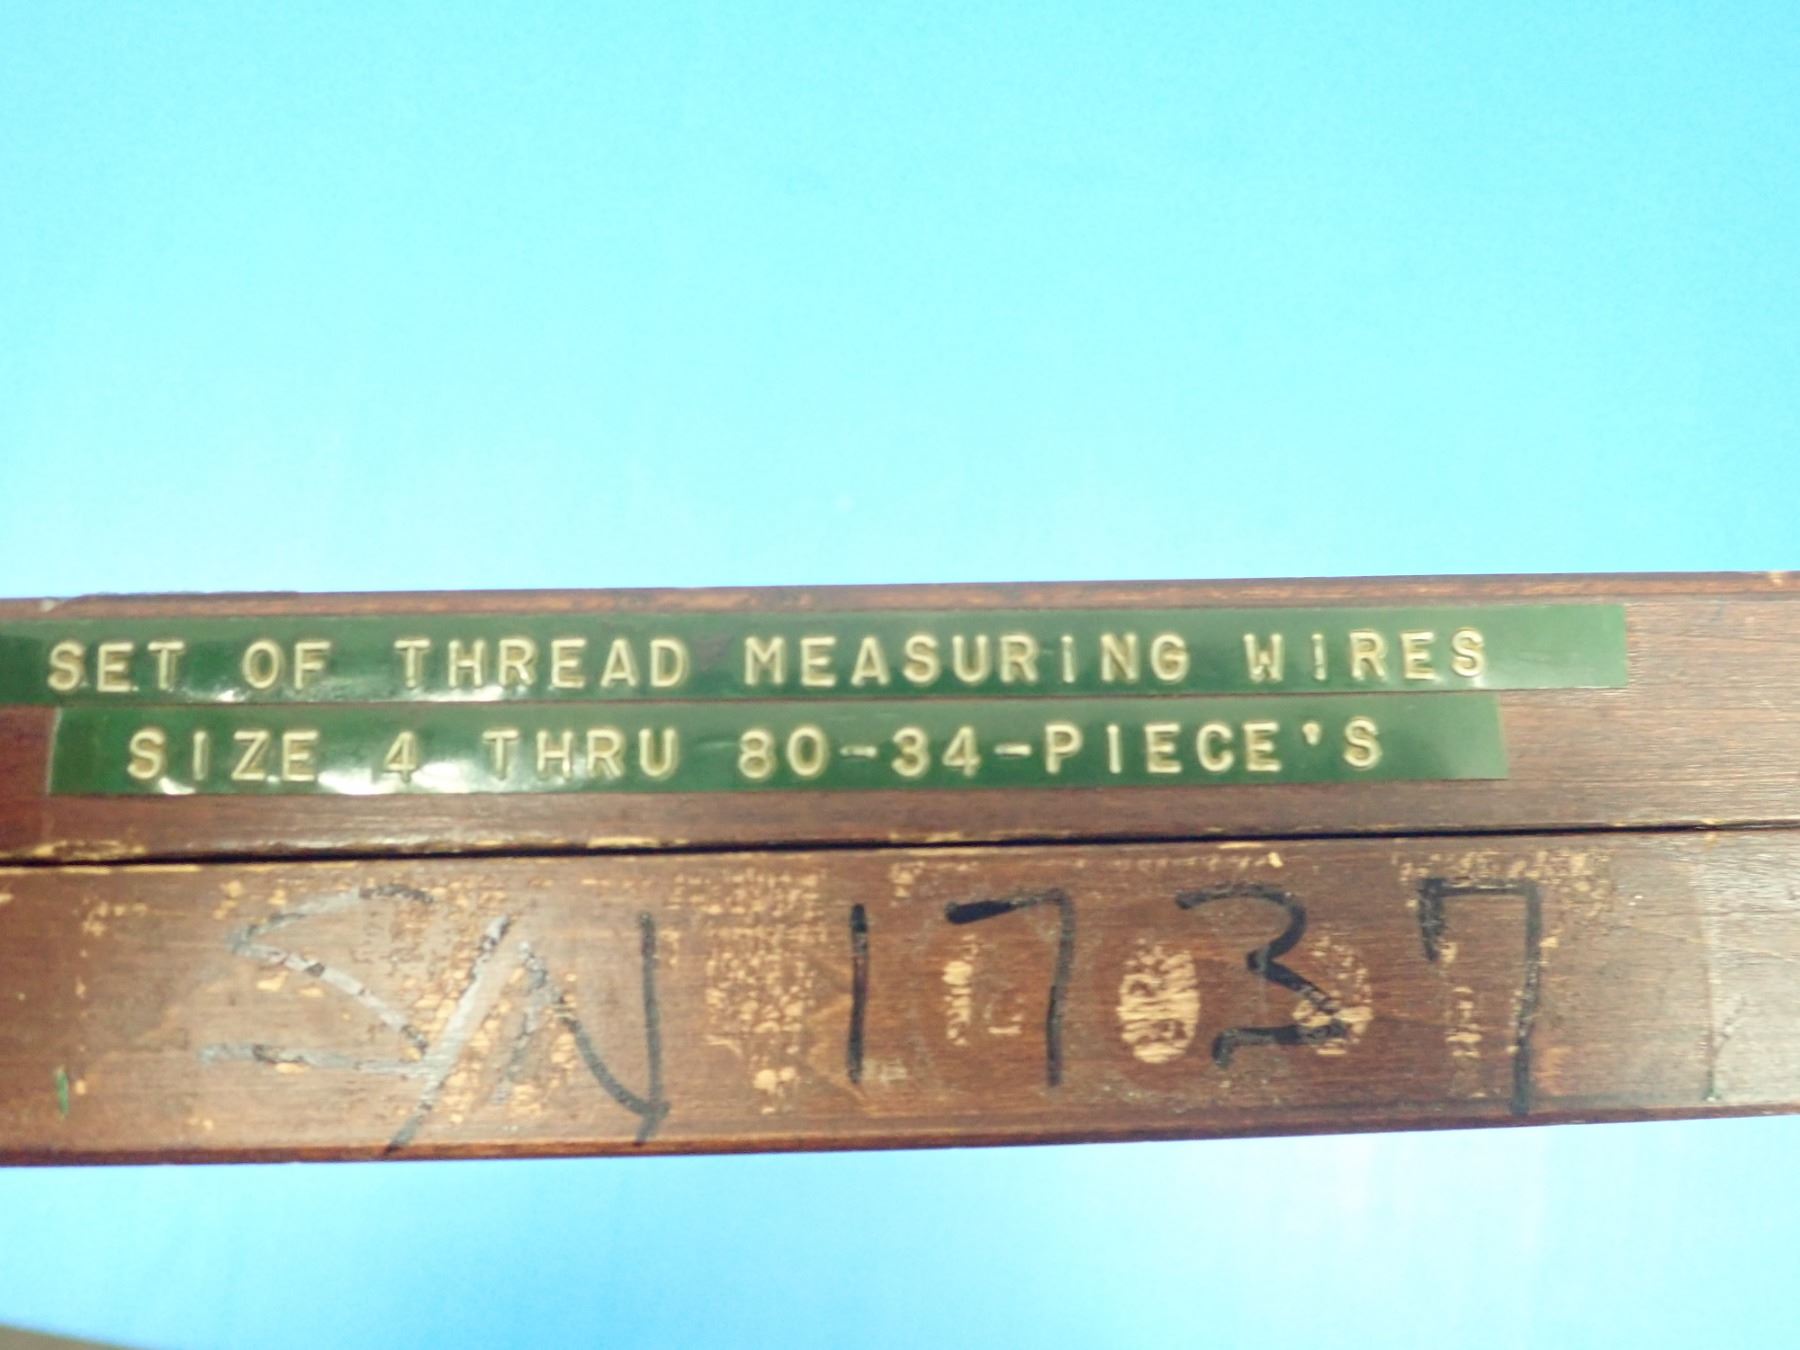 SET OF THREAD MEASURING WIRES
SIZE 4 THRU 80-34-PIECE'S
S/N 1737